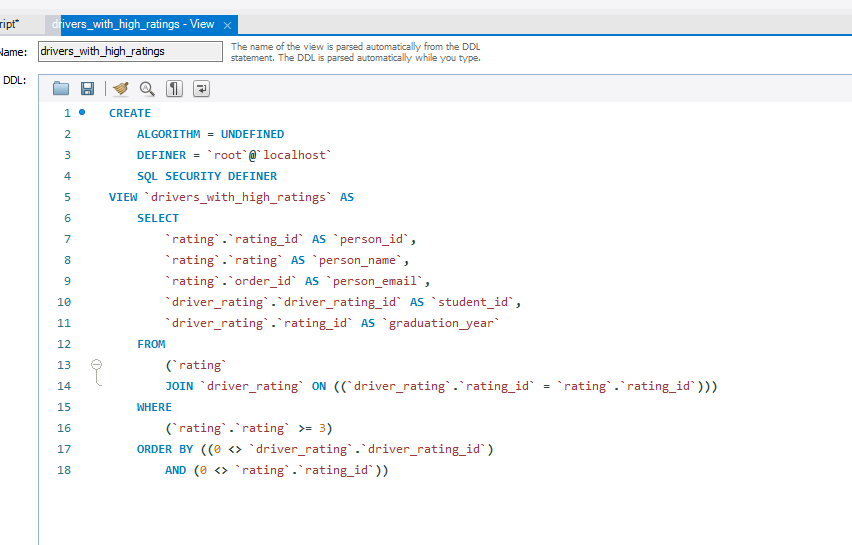 ript*
drivers_with_high_ratings - View ×
Name: drivers_with_high_ratings
The name of the view is parsed automatically from the DDL
statement. The DDL is parsed automatically while you type.
DDL:
1 CREATE
2 ALGORITHM = UNDEFINED
3 DEFINER = `root`@`localhost`
4 SQL SECURITY DEFINER
5 VIEW `drivers_with_high_ratings` AS
6 SELECT
7 `rating`.`rating_id` AS `person_id`,
8 `rating`.`rating` AS `person_name`,
9 `rating`.`order_id` AS `person_email`,
10 `driver_rating`.`driver_rating_id` AS `student_id`,
11 `driver_rating`.`rating_id` AS `graduation_year`
12 FROM
13 (`rating`
14 JOIN `driver_rating` ON ((`driver_rating`.`rating_id` = `rating`.`rating_id`)))
15 WHERE
16 (`rating`.`rating` >= 3)
17 ORDER BY ((0 <> `driver_rating`.`driver_rating_id`)
18 AND (0 <> `rating`.`rating_id`))